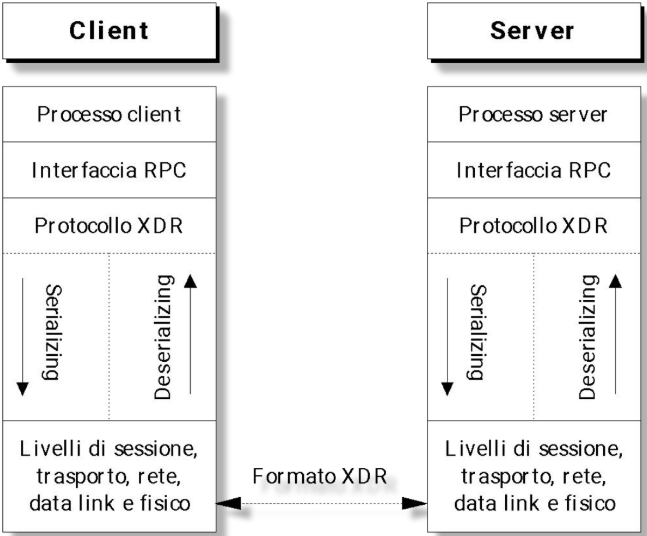 Client
Processo client
Interfaccia RPC
Protocollo XDR
Serializing
Deserializing
Livelli di sessione,
trasporto, rete,
data link e fisico
Formato XDR
Server
Processo server
Interfaccia RPC
Protocollo XDR
Serializing
Deserializing
Livelli di sessione,
trasporto, rete,
data link e fisico